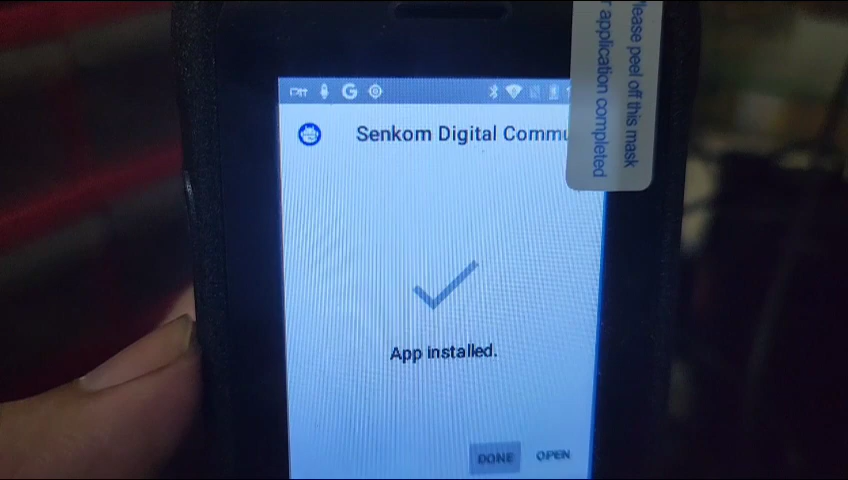 G
Senkom Digital Commu
App installed.
DONE
OPEN
lease peel off this mask
r application completed